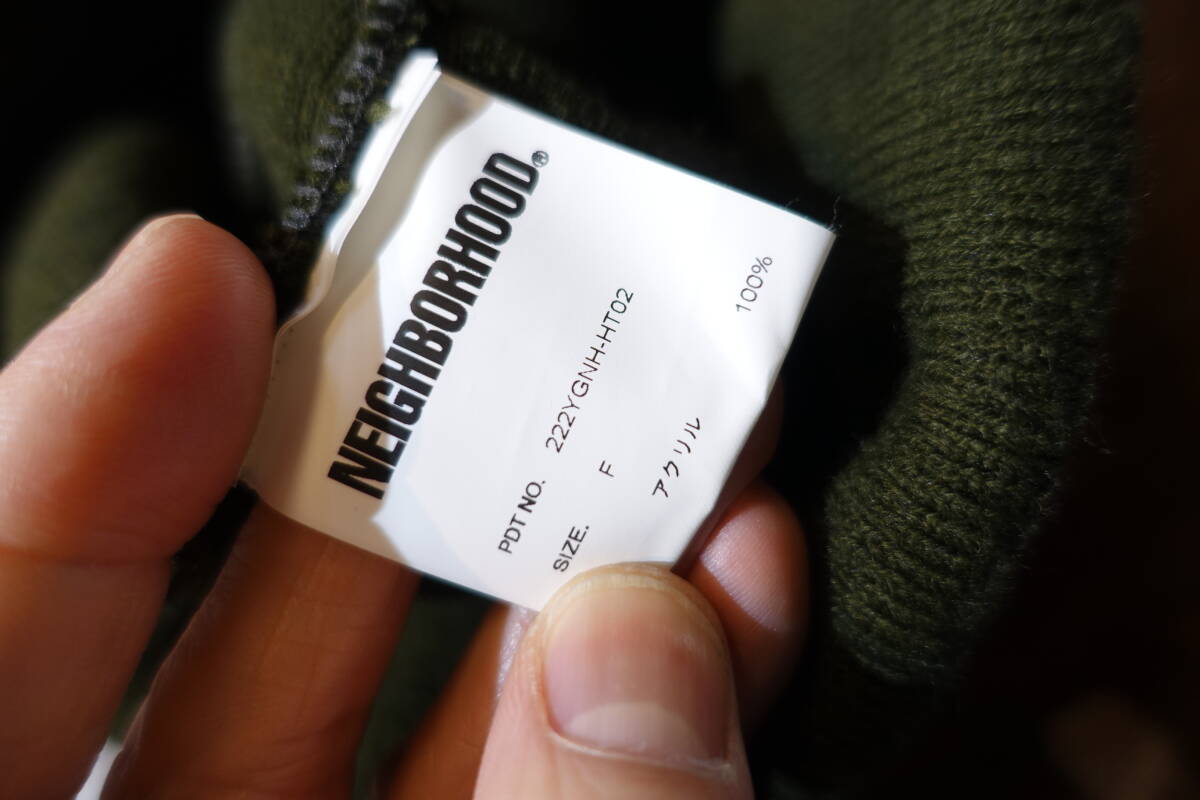 NEIGHBORHOOD®
PDT NO. 222YGNH-HT02
SIZE. F
アクリル 100%